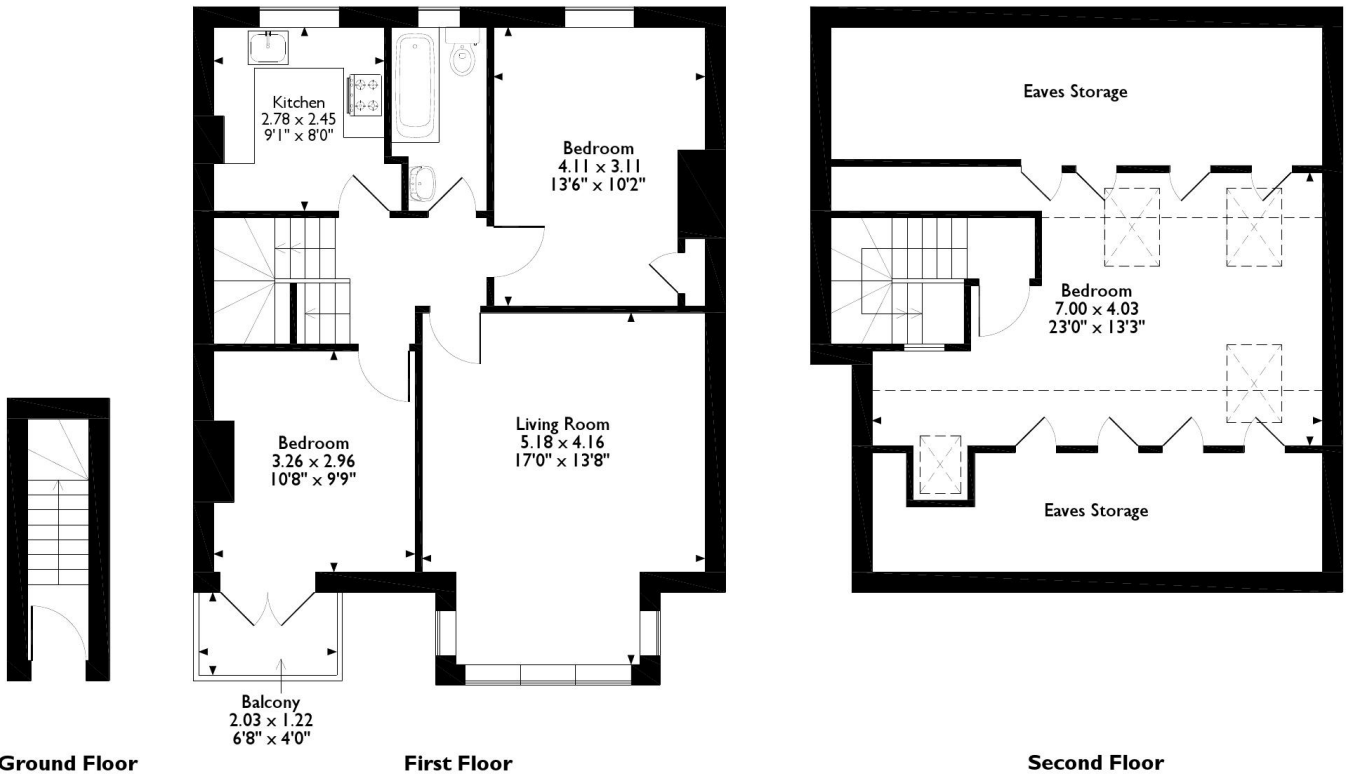 Kitchen
2.78 x 2.45
9'1" x 8'0"
Bedroom
4.11 x 3.11
13'6" x 10'2"
Bedroom
3.26 x 2.96
10'8" x 9'9"
Living Room
5.18 x 4.16
17'0" x 13'8"
Balcony
2.03 x 1.22
6'8" x 4'0"
Eaves Storage
Bedroom
7.00 x 4.03
23'0" x 13'3"
Eaves Storage
Ground Floor
First Floor
Second Floor